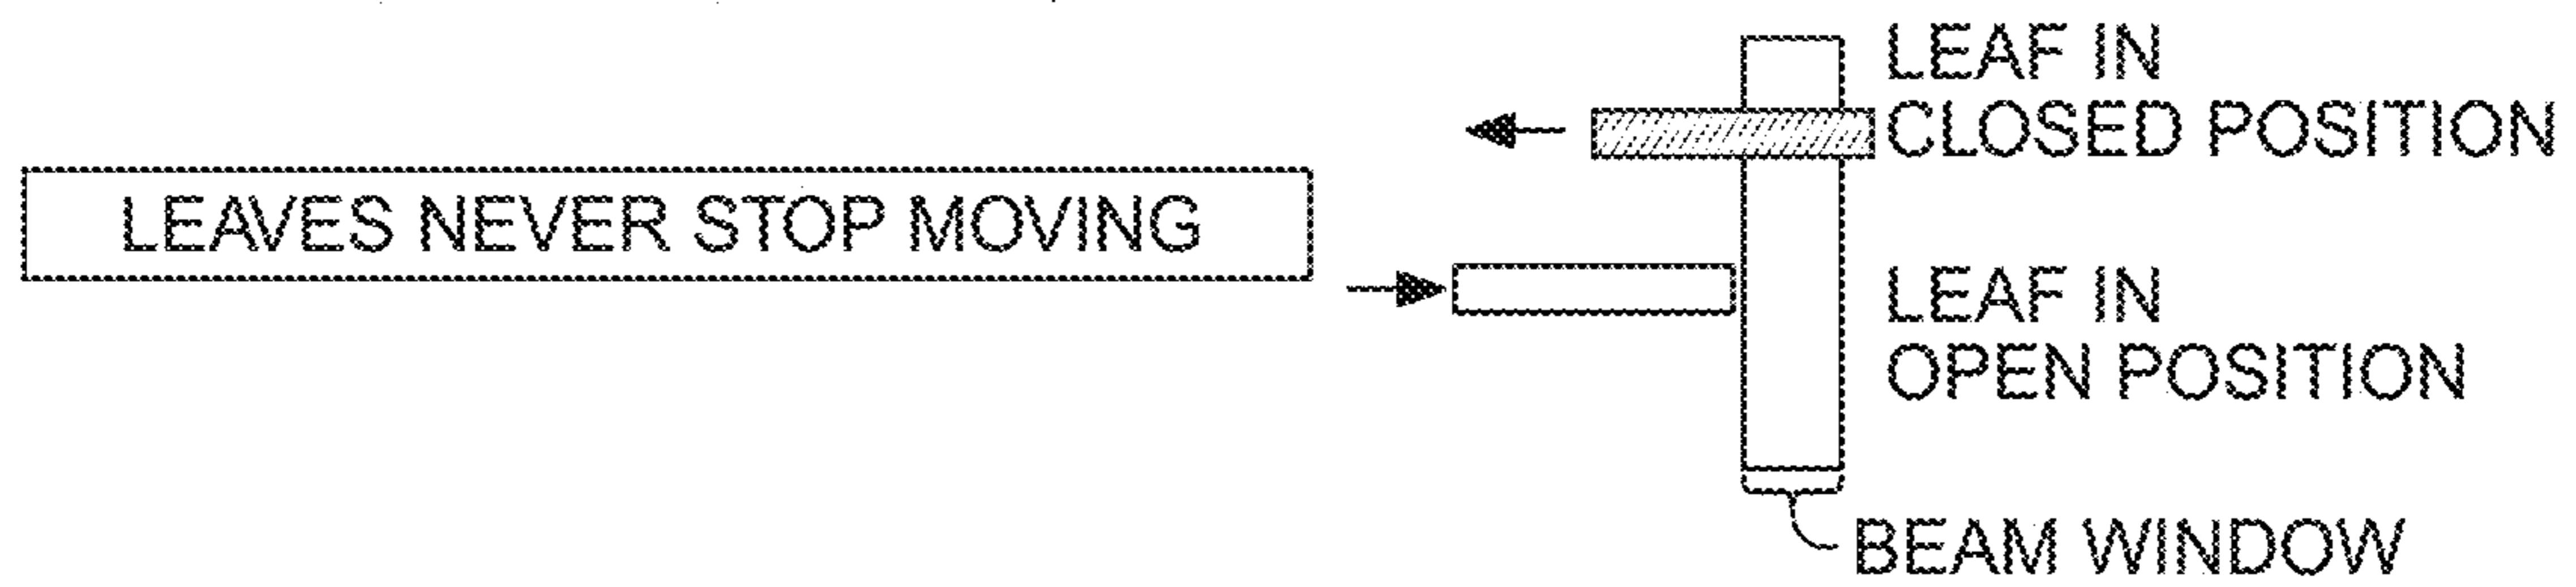 LEAF IN
CLOSED POSITION
LEAVES NEVER STOP MOVING
LEAF IN
OPEN POSITION
BEAM WINDOW